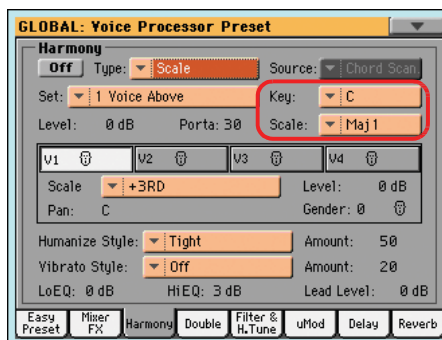 GLOBAL: Voice Processor Preset
Harmony
Off Type: Scale Source: Chord Scan.
Set: 1 Voice Above Key: C
Level: 0 dB Porta: 30 Scale: Maj1
V1 V2 V3 V4
Scale +3RD Level: 0 dB
Pan: C Gender: 0
Humanize Style: Tight Amount: 50
Vibrato Style: Off Amount: 20
LoEQ: 0 dB HiEQ: 3 dB Lead Level: 0 dB
Easy Preset Mixer FX Harmony Double Filter & H.Tune uMod Delay Reverb